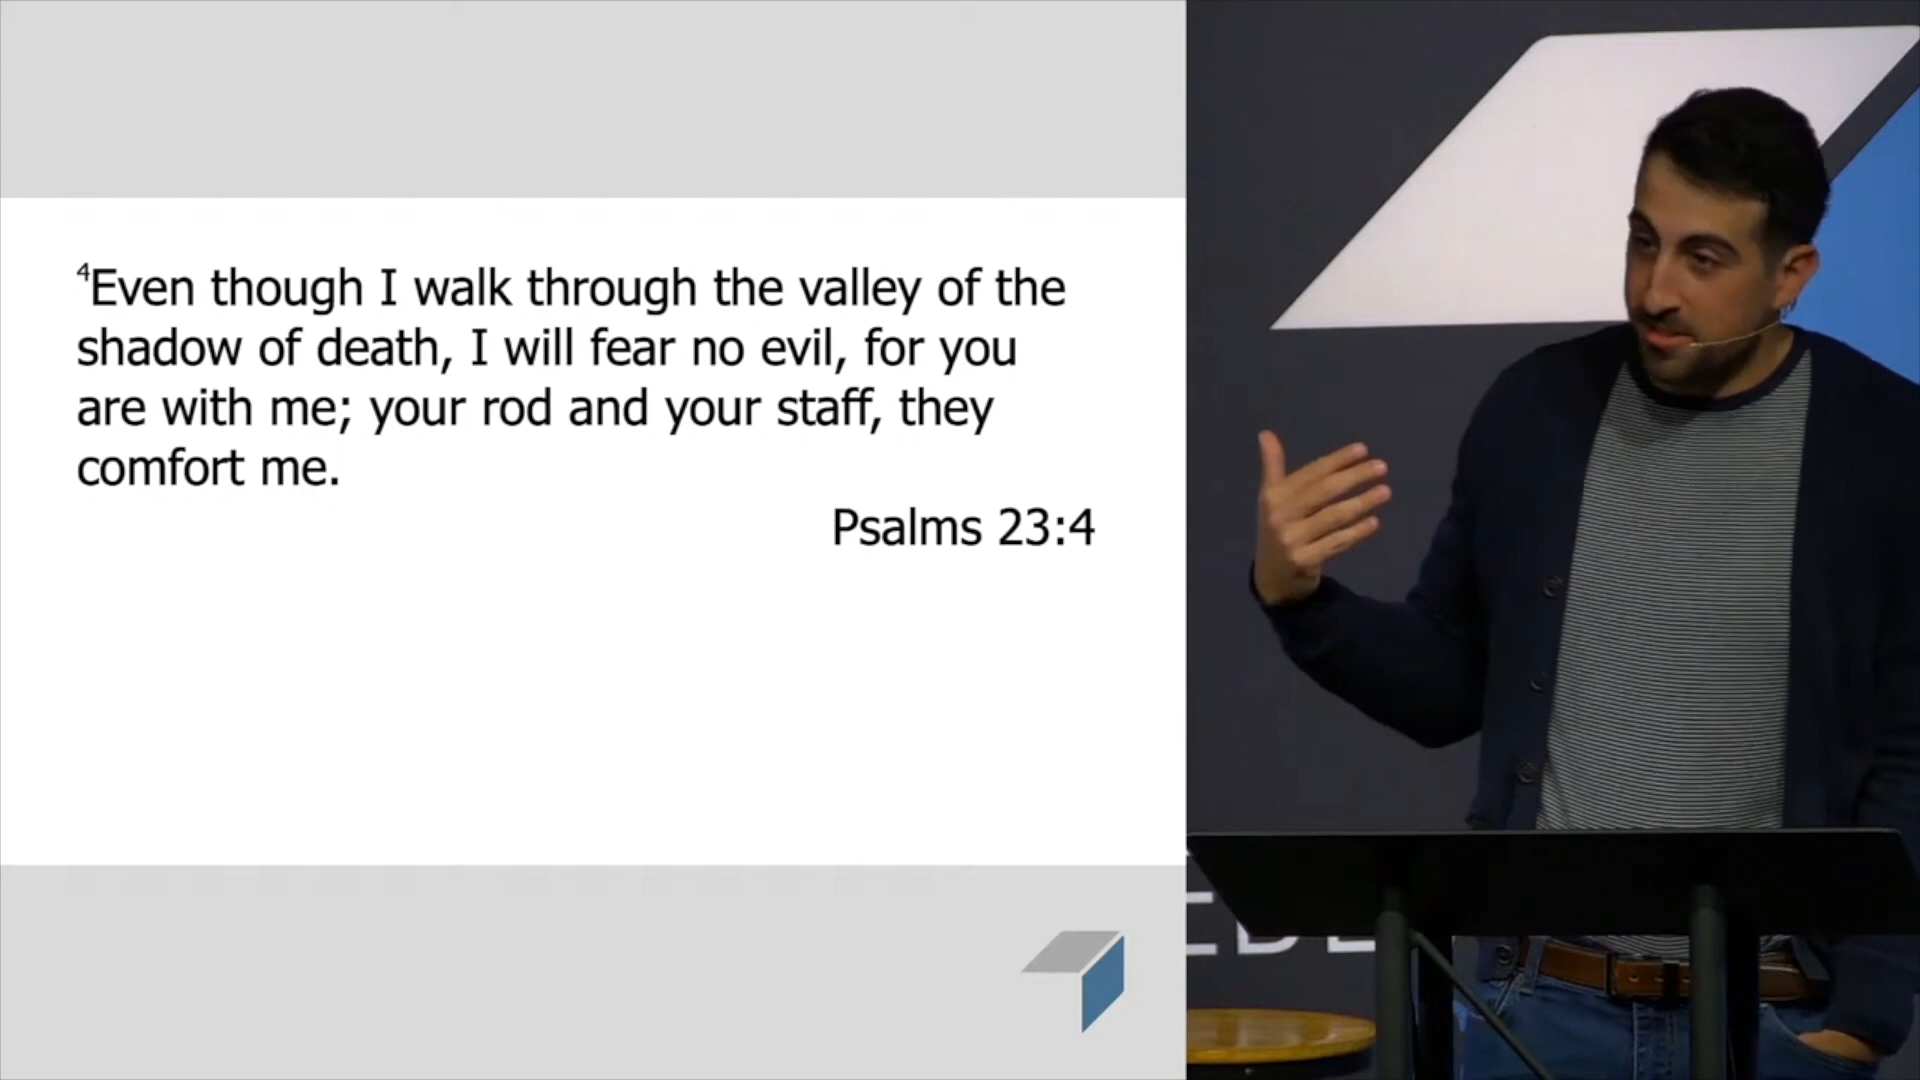 ⁴Even though I walk through the valley of the
shadow of death, I will fear no evil, for you
are with me; your rod and your staff, they
comfort me.
Psalms 23:4